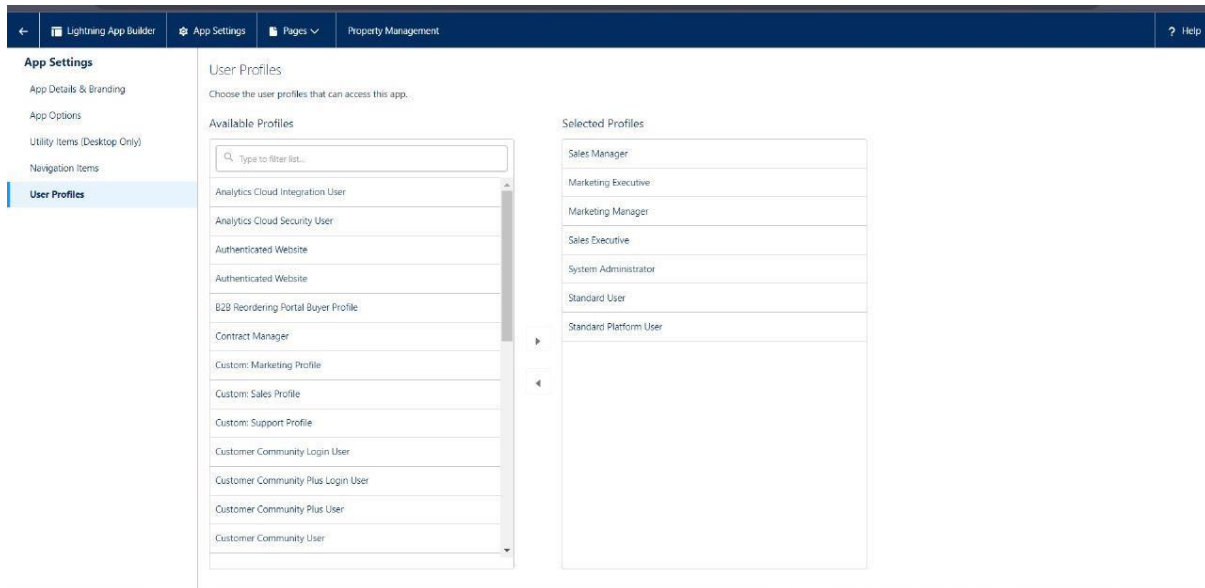 Lightning App Builder
App Settings
Pages
Property Management
? Help
App Settings
App Details & Branding
App Options
Utility Items (Desktop Only)
Navigation Items
User Profiles
User Profiles
Choose the user profiles that can access this app.
Available Profiles
Type to filter list...
Analytics Cloud Integration User
Analytics Cloud Security User
Authenticated Website
Authenticated Website
B2B Reordering Portal Buyer Profile
Contract Manager
Custom: Marketing Profile
Custom: Sales Profile
Custom: Support Profile
Customer Community Login User
Customer Community Plus Login User
Customer Community Plus User
Customer Community User
Selected Profiles
Sales Manager
Marketing Executive
Marketing Manager
Sales Executive
System Administrator
Standard User
Standard Platform User